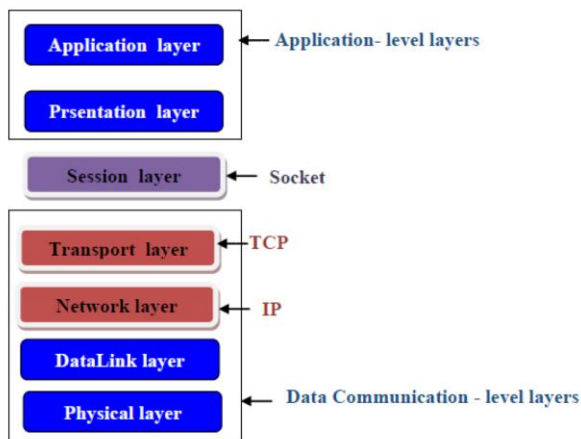 Application layer
Application- level layers
Prsentation layer
Session layer
Socket
Transport layer
TCP
Network layer
IP
DataLink layer
Physical layer
Data Communication - level layers